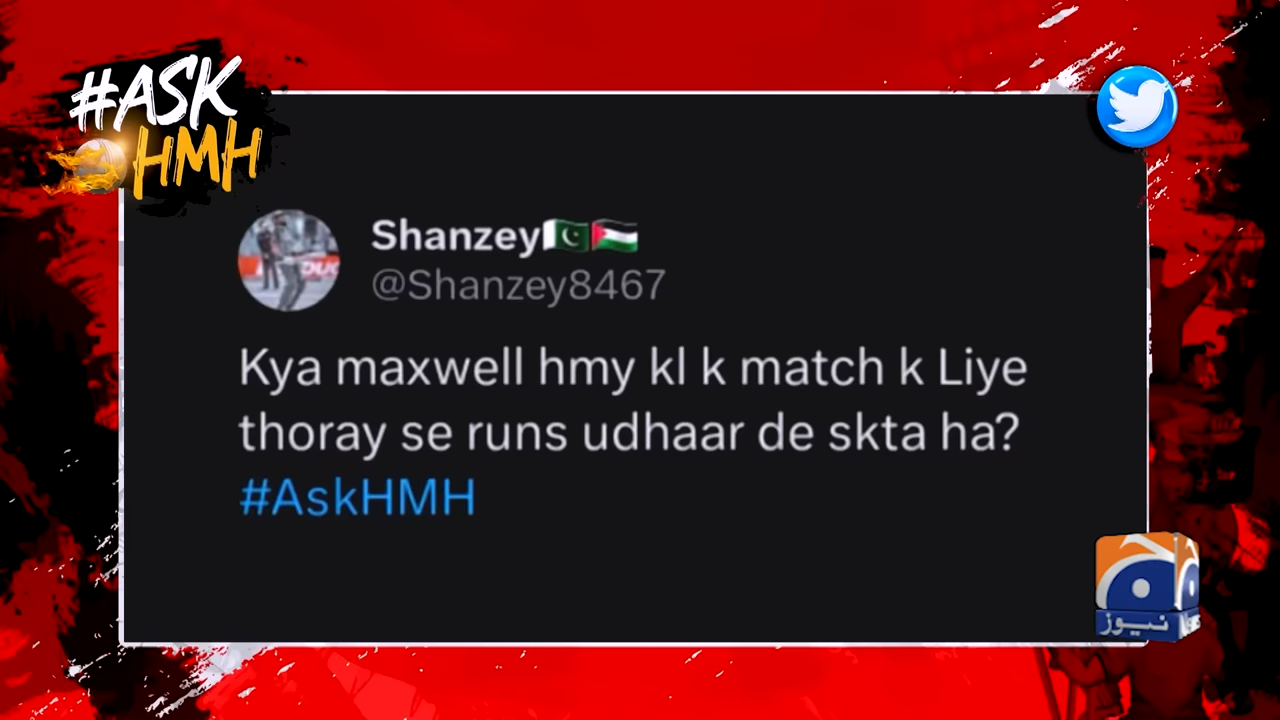 #ASK
HMH
Shanzey🇵🇰🇵🇸
@Shanzey8467
Kya maxwell hmy kl k match k Liye
thoray se runs udhaar de skta ha?
#AskHMH
نیوز